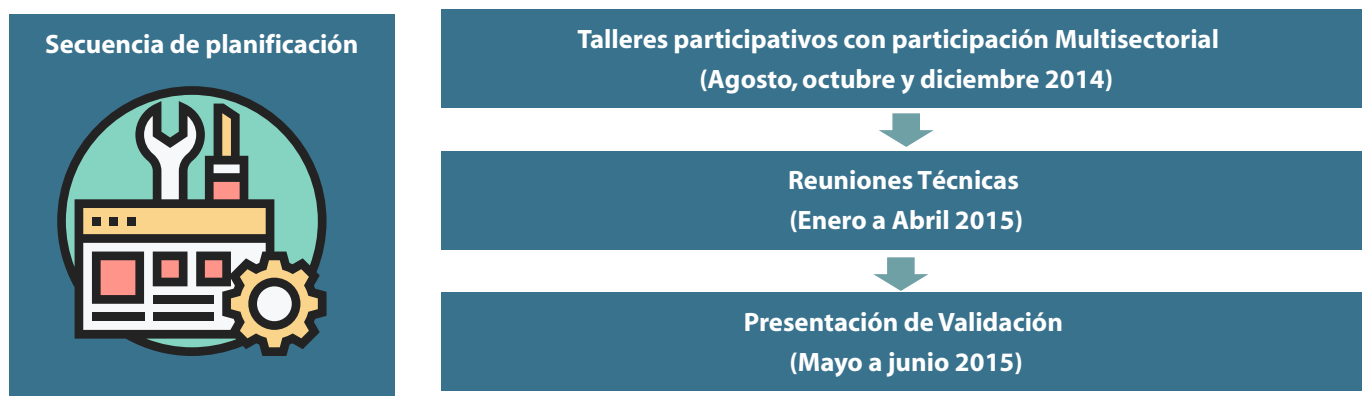 Secuencia de planificación
Talleres participativos con participación Multisectorial
(Agosto, octubre y diciembre 2014)
Reuniones Técnicas
(Enero a Abril 2015)
Presentación de Validación
(Mayo a junio 2015)